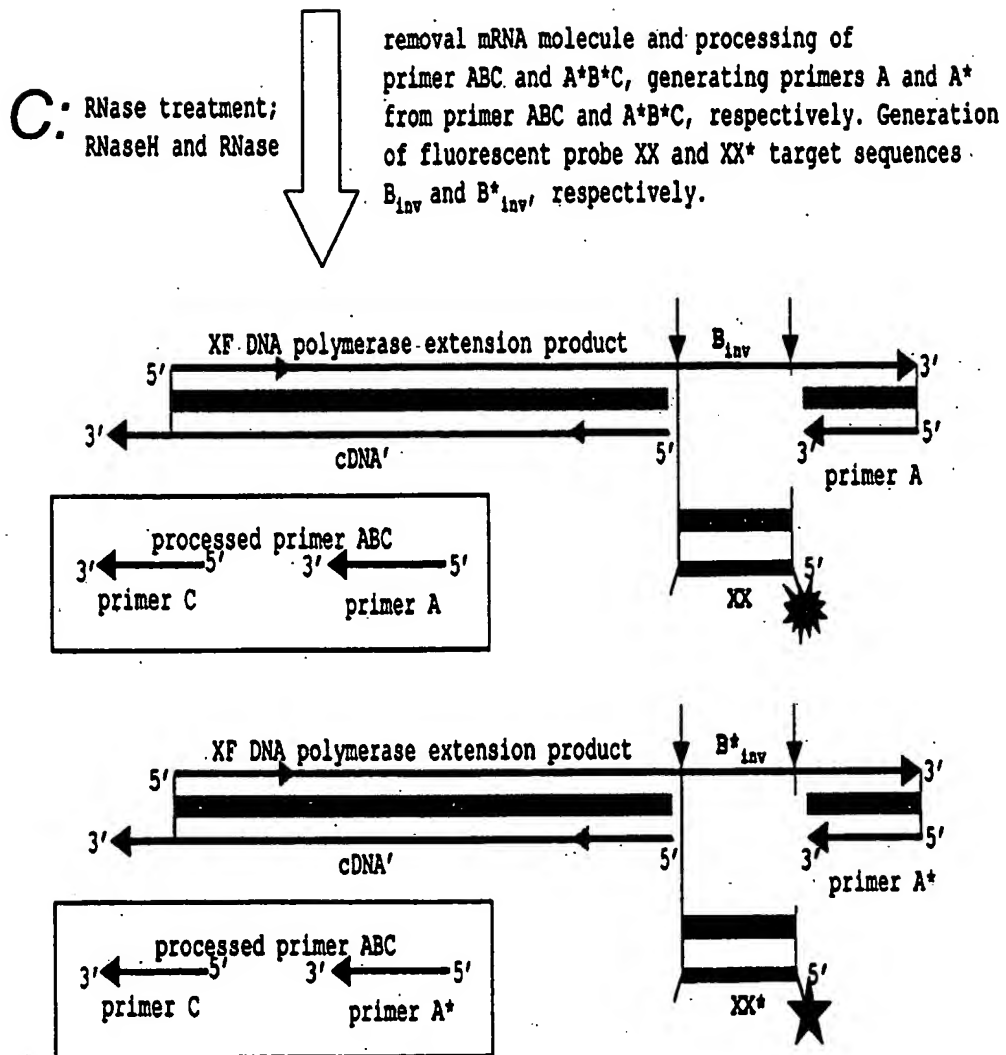 removal mRNA molecule and processing of
primer ABC and A*B*C, generating primers A and A*
from primer ABC and A*B*C, respectively. Generation
of fluorescent probe XX and XX* target sequences
B_inv and B*_inv, respectively.
C: RNase treatment;
RNaseH and RNase
XF DNA polymerase extension product
B_inv
5' 3'
3' 5' 3' 5'
cDNA'
primer A
processed primer ABC
3' 5' 3' 5'
primer C primer A
5'
XX
XF DNA polymerase extension product
B*_inv
5' 3'
3' 5' 3' 5'
cDNA'
primer A*
processed primer ABC
3' 5' 3' 5'
primer C primer A*
5'
XX*